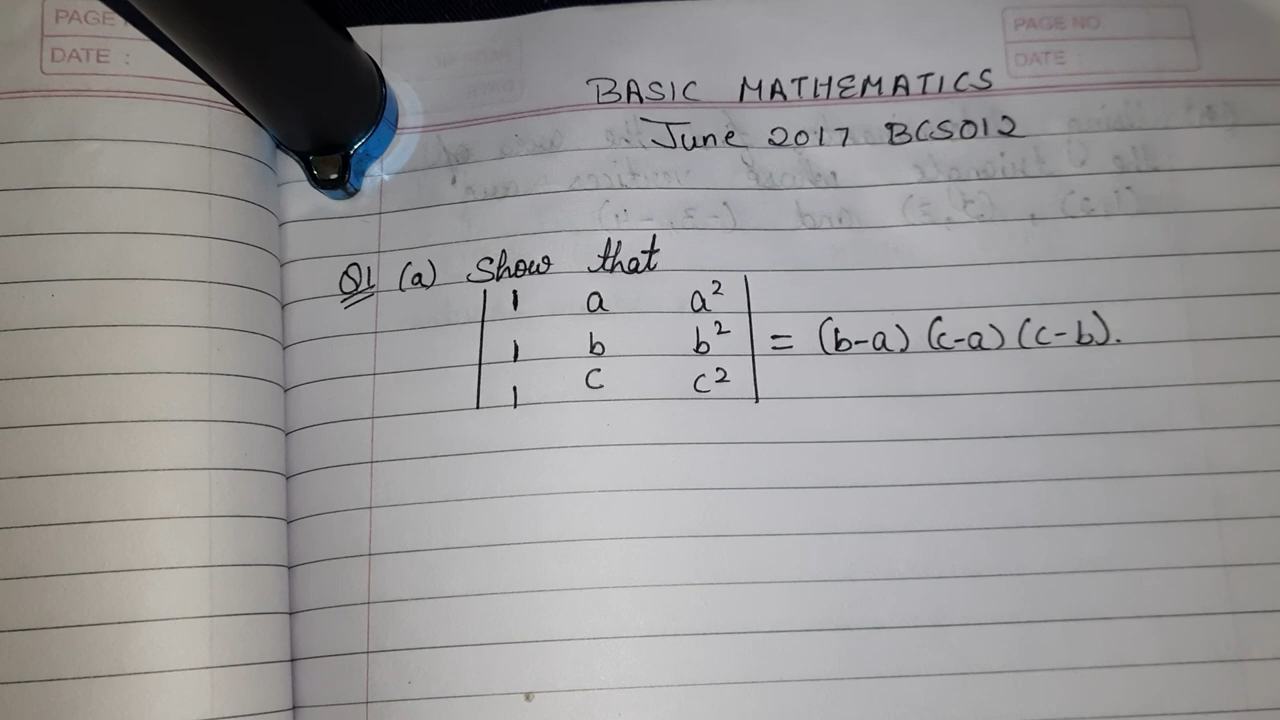 PAGE
DATE :
PAGE NO
DATE :
BASIC MATHEMATICS
June 2017 BCS012
Q1 (a) Show that
| 1 a a² |
| 1 b b² | = (b-a) (c-a) (c-b).
| 1 c c² |